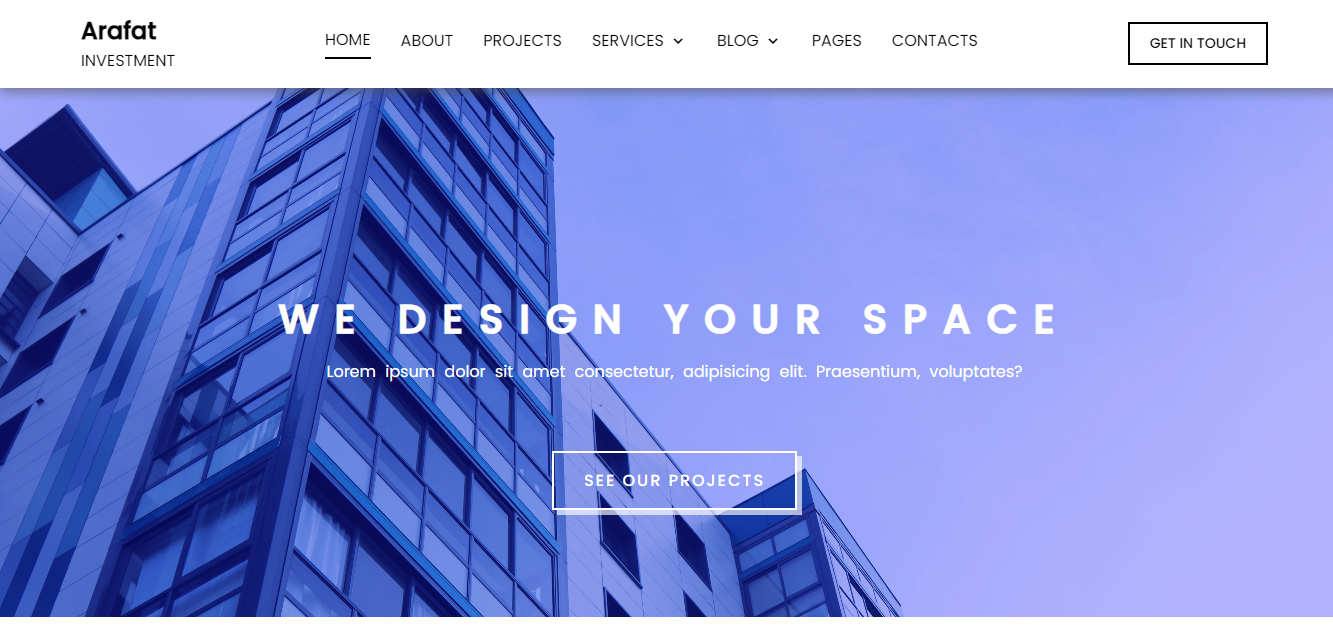 Arafat
INVESTMENT
HOME ABOUT PROJECTS SERVICES BLOG PAGES CONTACTS
GET IN TOUCH
WE DESIGN YOUR SPACE
Lorem ipsum dolor sit amet consectetur, adipisicing elit. Praesentium, voluptates?
SEE OUR PROJECTS